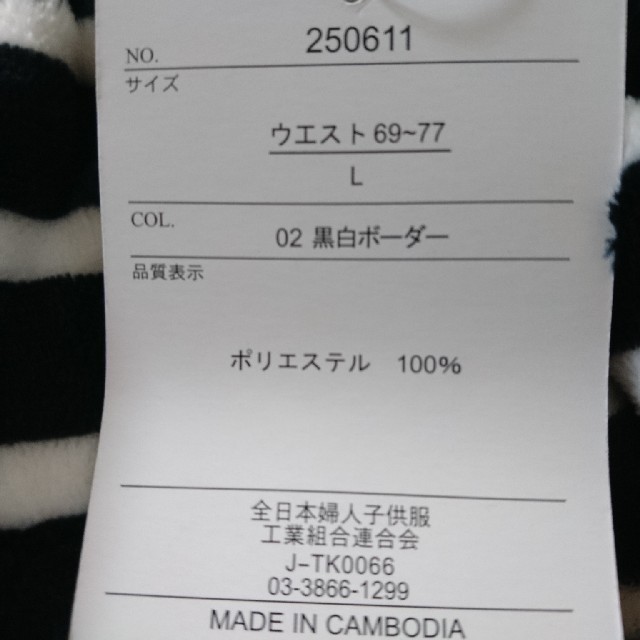 NO. 250611
サイズ
ウエスト 69~77
L
COL. 02 黒白ボーダー
品質表示
ポリエステル 100%
全日本婦人子供服
工業組合連合会
J-TK0066
03-3866-1299
MADE IN CAMBODIA